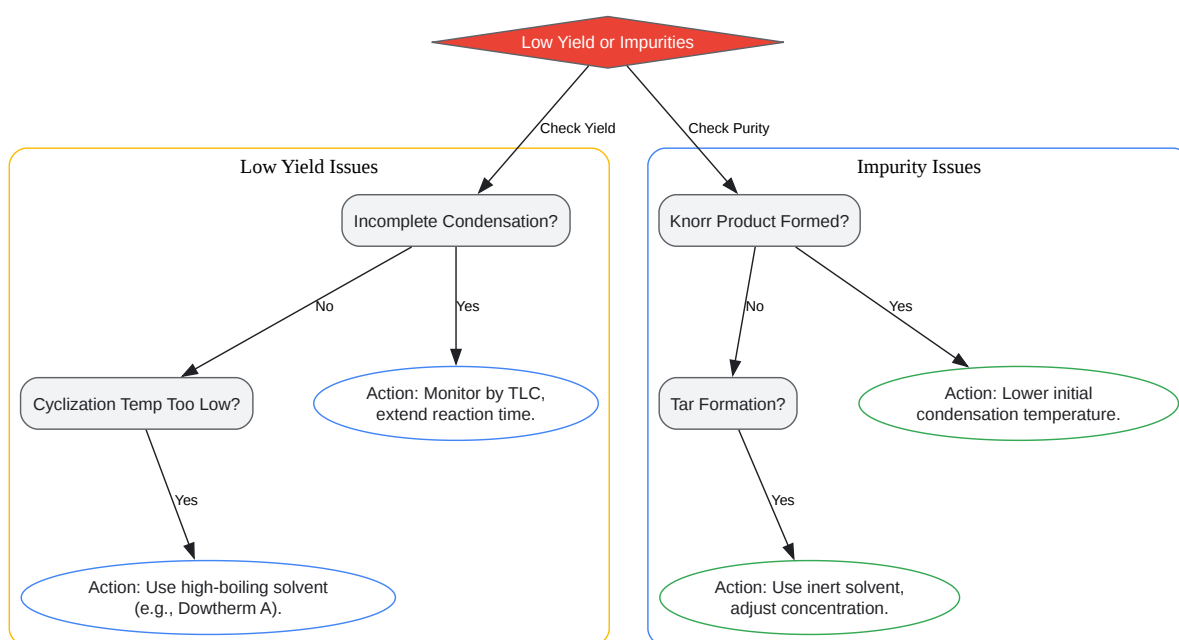 Low Yield or Impurities
Check Yield
Check Purity
Low Yield Issues
Impurity Issues
Incomplete Condensation?
Knorr Product Formed?
No
Yes
No
Yes
Cyclization Temp Too Low?
Action: Monitor by TLC,
extend reaction time.
Tar Formation?
Action: Lower initial
condensation temperature.
Yes
Yes
Action: Use high-boiling solvent
(e.g., Dowtherm A).
Action: Use inert solvent,
adjust concentration.